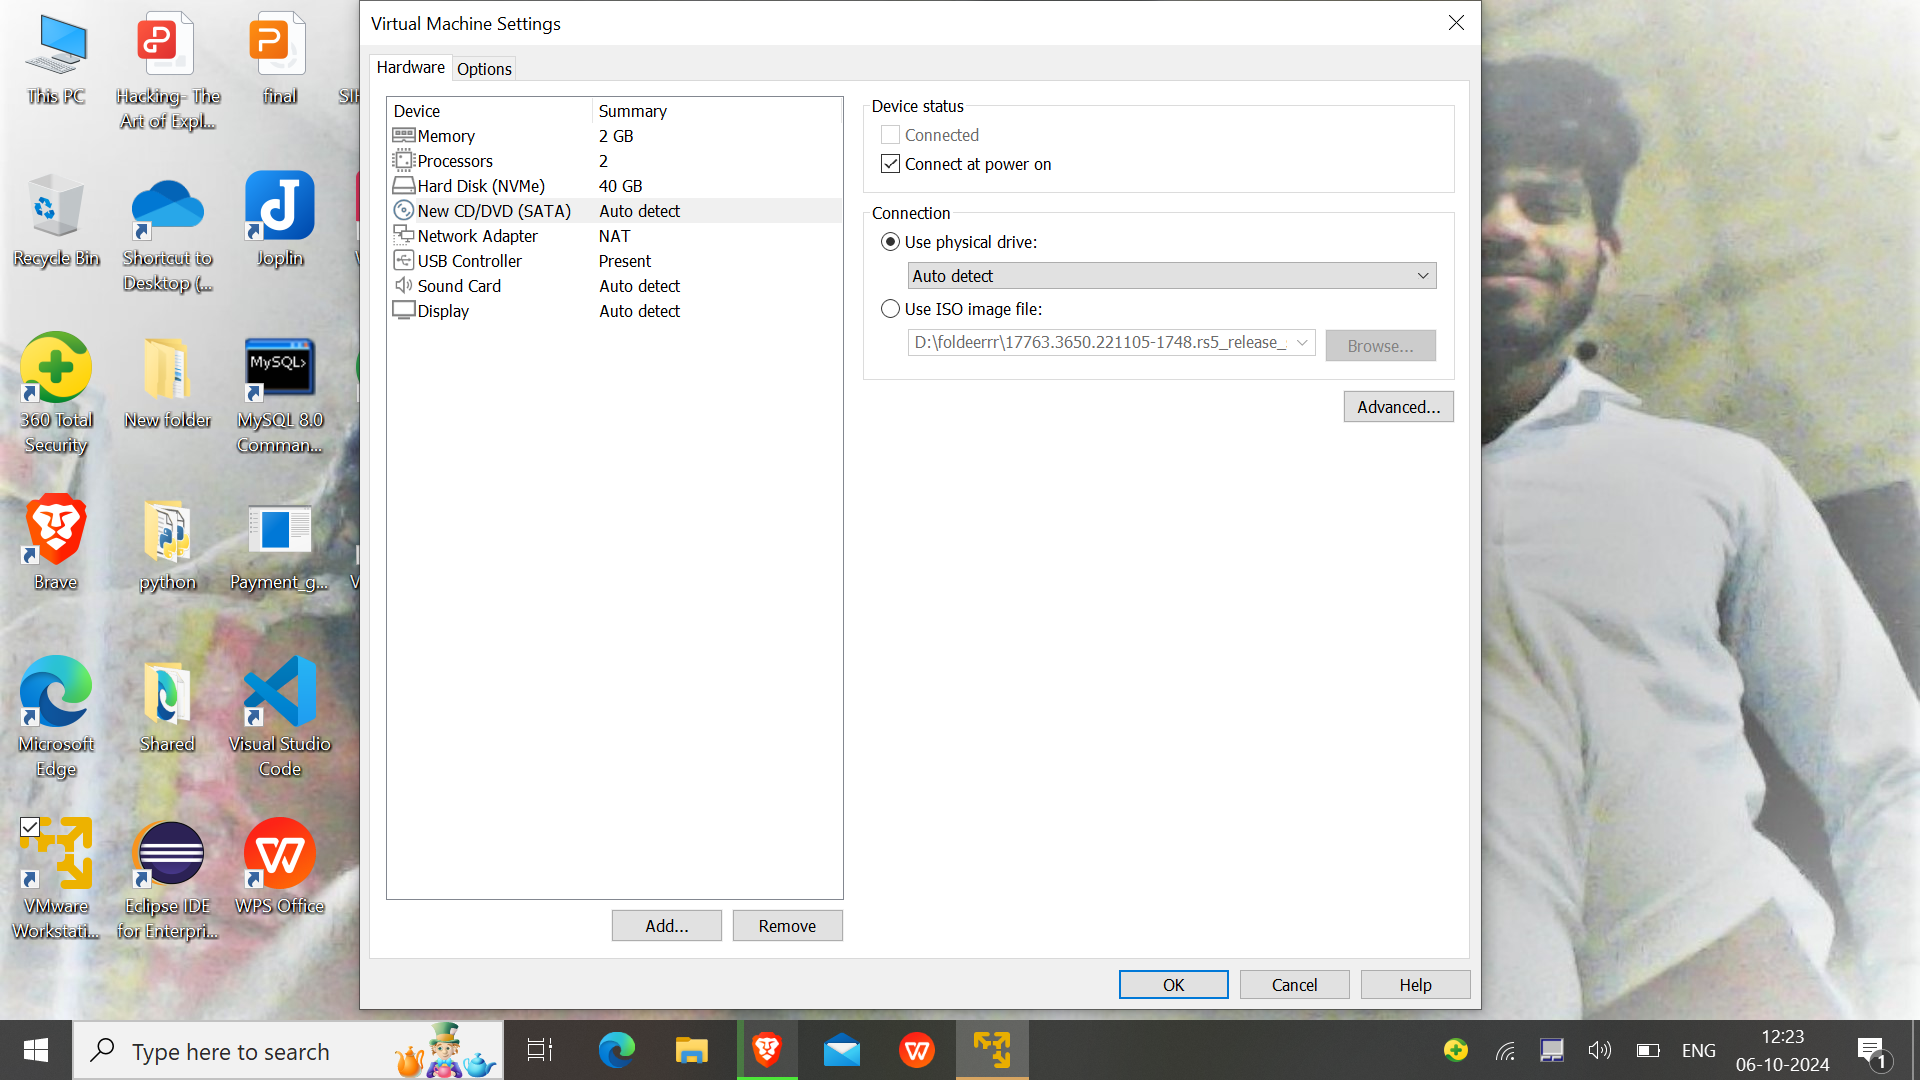 This PC
Hacking- The
Art of Expl...
final
SIH
Recycle Bin
Shortcut to
Desktop (...
Joplin
360 Total
Security
New folder
MySQL>
MySQL 8.0
Comman...
Brave
python
Payment_g...
V
Microsoft
Edge
Shared
Visual Studio
Code
VMware
Workstati...
Eclipse IDE
for Enterpri...
WPS Office
Virtual Machine Settings
Hardware
Options
Device Summary
Memory 2 GB
Processors 2
Hard Disk (NVMe) 40 GB
New CD/DVD (SATA) Auto detect
Network Adapter NAT
USB Controller Present
Sound Card Auto detect
Display Auto detect
Add...
Remove
Device status
Connected
Connect at power on
Connection
Use physical drive:
Auto detect
Use ISO image file:
D:\foldeerrr\17763.3650.221105-1748.rs5_release_
Browse...
Advanced...
OK
Cancel
Help
Type here to search
ENG
12:23
06-10-2024
1